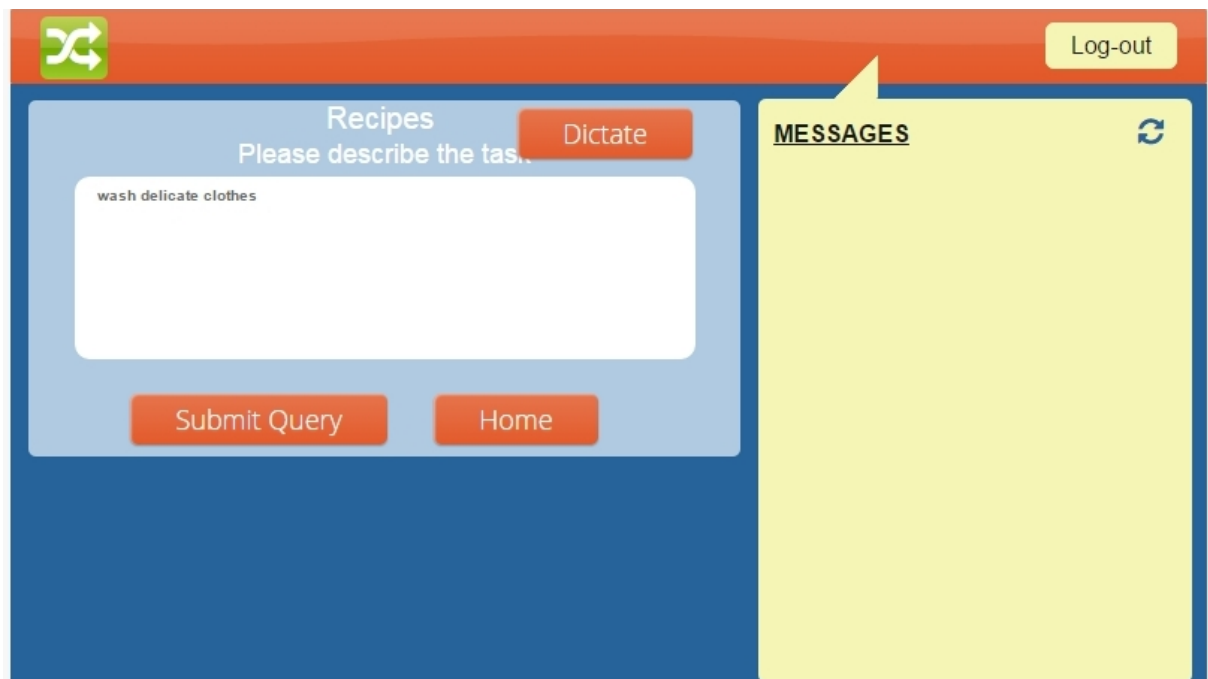 Log-out
Recipes
Dictate
Please describe the task
wash delicate clothes
Submit Query
Home
MESSAGES